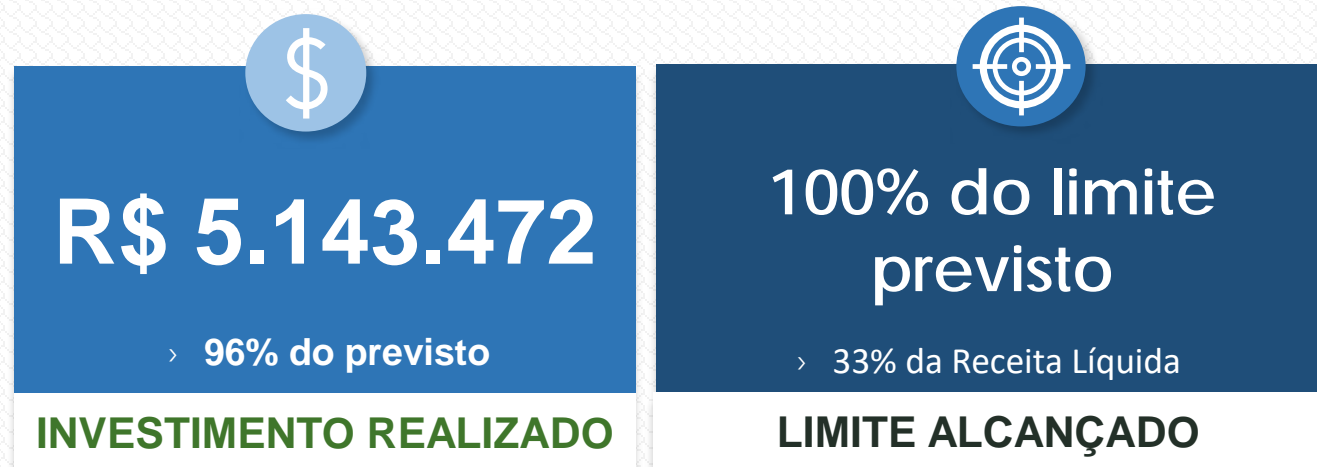 R$ 5.143.472
› 96% do previsto
INVESTIMENTO REALIZADO
100% do limite
previsto
› 33% da Receita Líquida
LIMITE ALCANÇADO